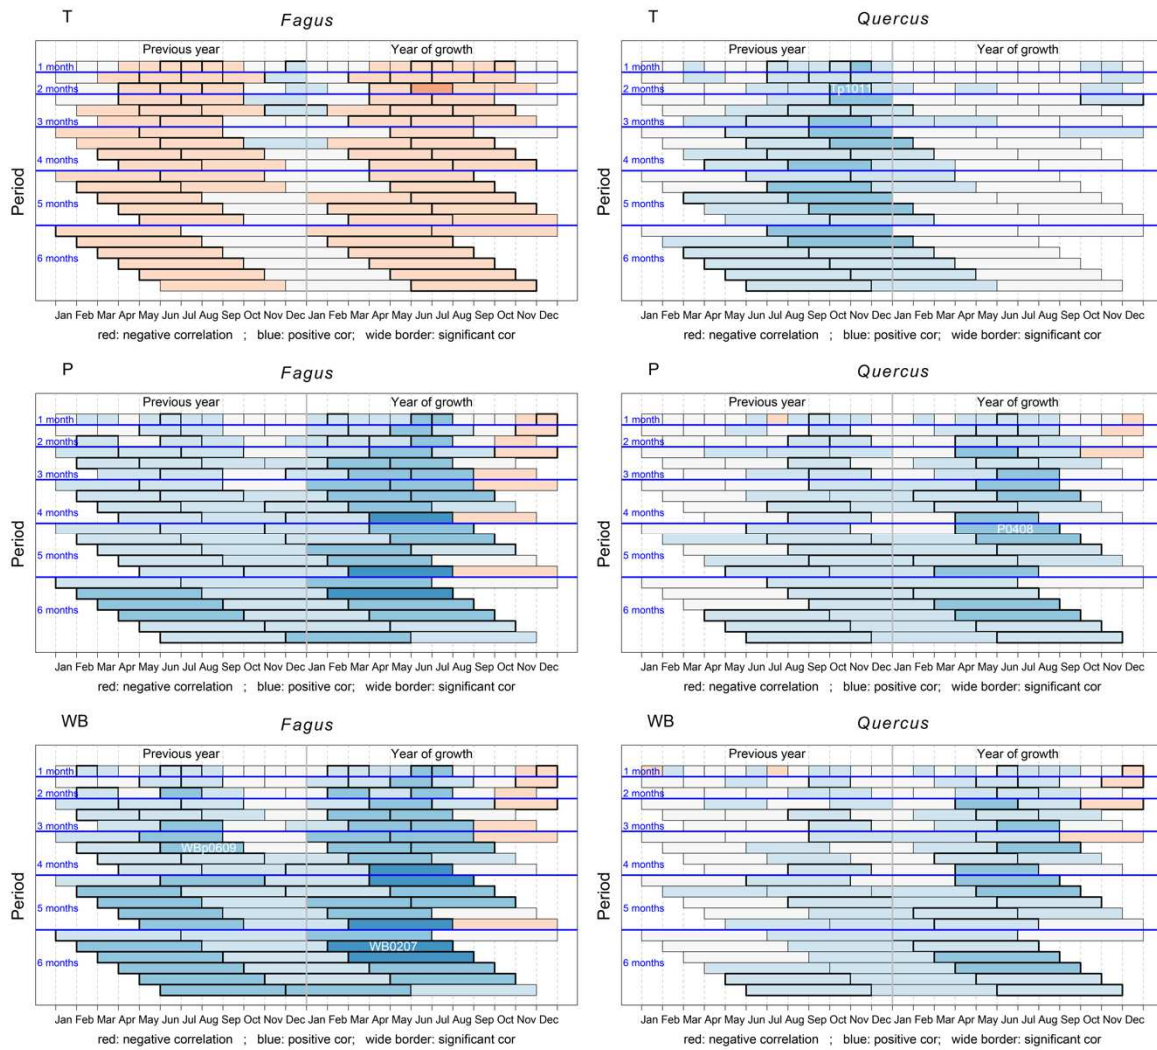 T
Fagus
Previous year Year of growth
1 month
2 months
3 months
4 months
5 months
6 months
Period
Jan Feb Mar Apr May Jun Jul Aug Sep Oct Nov Dec Jan Feb Mar Apr May Jun Jul Aug Sep Oct Nov Dec
red: negative correlation ; blue: positive cor; wide border: significant cor
T
Quercus
Previous year Year of growth
1 month
2 months
Tp1011
3 months
4 months
5 months
6 months
Period
Jan Feb Mar Apr May Jun Jul Aug Sep Oct Nov Dec Jan Feb Mar Apr May Jun Jul Aug Sep Oct Nov Dec
red: negative correlation ; blue: positive cor; wide border: significant cor
P
Fagus
Previous year Year of growth
1 month
2 months
3 months
4 months
5 months
6 months
Period
Jan Feb Mar Apr May Jun Jul Aug Sep Oct Nov Dec Jan Feb Mar Apr May Jun Jul Aug Sep Oct Nov Dec
red: negative correlation ; blue: positive cor; wide border: significant cor
P
Quercus
Previous year Year of growth
1 month
2 months
3 months
4 months
P0408
5 months
6 months
Period
Jan Feb Mar Apr May Jun Jul Aug Sep Oct Nov Dec Jan Feb Mar Apr May Jun Jul Aug Sep Oct Nov Dec
red: negative correlation ; blue: positive cor; wide border: significant cor
WB
Fagus
Previous year Year of growth
1 month
2 months
3 months
WBp0609
4 months
5 months
WB0207
6 months
Period
Jan Feb Mar Apr May Jun Jul Aug Sep Oct Nov Dec Jan Feb Mar Apr May Jun Jul Aug Sep Oct Nov Dec
red: negative correlation ; blue: positive cor; wide border: significant cor
WB
Quercus
Previous year Year of growth
1 month
2 months
3 months
4 months
5 months
6 months
Period
Jan Feb Mar Apr May Jun Jul Aug Sep Oct Nov Dec Jan Feb Mar Apr May Jun Jul Aug Sep Oct Nov Dec
red: negative correlation ; blue: positive cor; wide border: significant cor